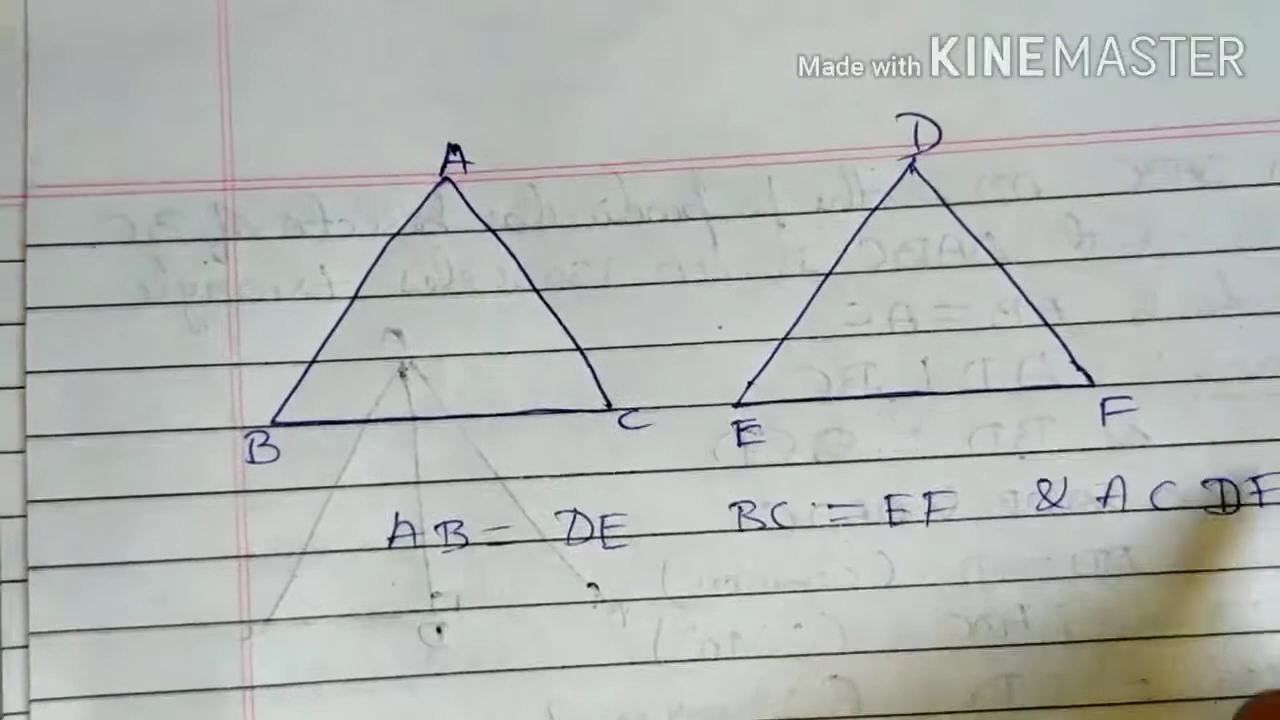 Made with KINEMASTER
A
D
B
C
E
F
AB = DE BC = EF & AC DF